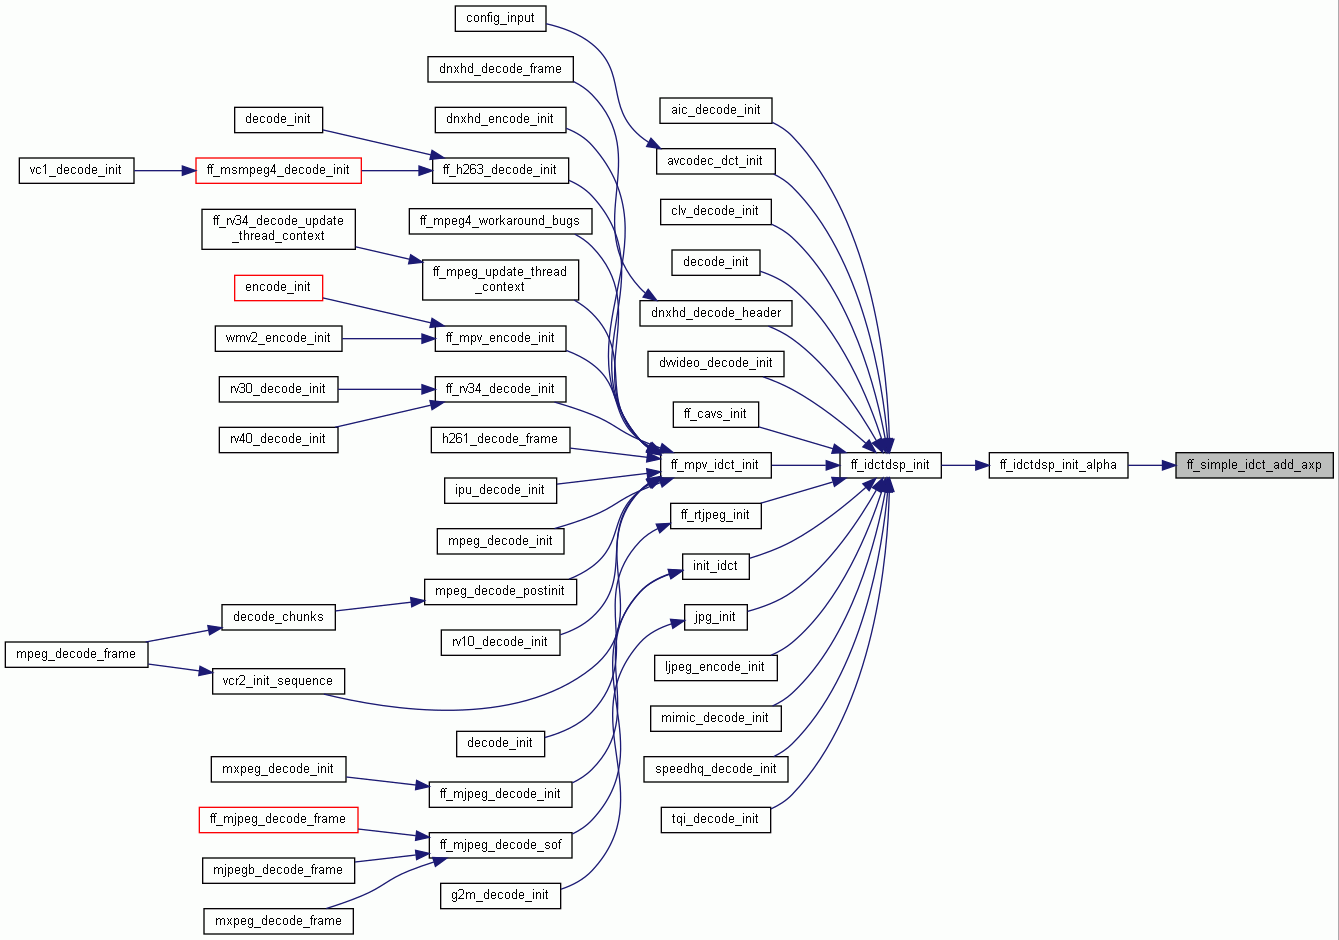 config_input
dnxhd_decode_frame
aic_decode_init
decode_init
dnxhd_encode_init
avcodec_dct_init
vc1_decode_init
ff_msmpeg4_decode_init
ff_h263_decode_init
clv_decode_init
ff_rv34_decode_update
_thread_context
ff_mpeg4_workaround_bugs
decode_init
ff_mpeg_update_thread
_context
encode_init
dnxhd_decode_header
wmv2_encode_init
ff_mpv_encode_init
dvvideo_decode_init
rv30_decode_init
ff_rv34_decode_init
ff_cavs_init
rv40_decode_init
h261_decode_frame
ff_mpv_idct_init
ff_idctdsp_init
ff_idctdsp_init_alpha
ff_simple_idct_add_axp
ipu_decode_init
ff_rtjpeg_init
mpeg_decode_init
init_idct
mpeg_decode_postinit
decode_chunks
jpg_init
rv10_decode_init
mpeg_decode_frame
ljpeg_encode_init
vcr2_init_sequence
mimic_decode_init
decode_init
mxpeg_decode_init
speedhq_decode_init
ff_mjpeg_decode_init
ff_mjpeg_decode_frame
tqi_decode_init
ff_mjpeg_decode_sof
mjpegb_decode_frame
g2m_decode_init
mxpeg_decode_frame